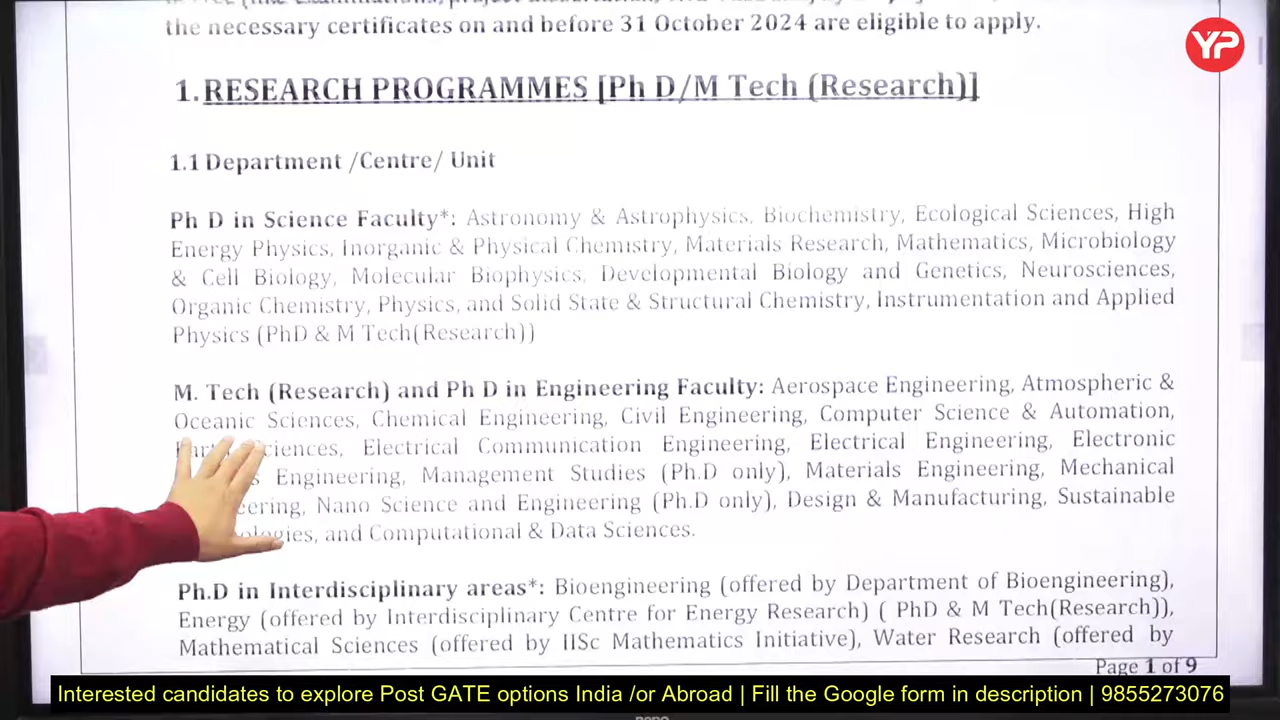 the necessary certificates on and before 31 October 2024 are eligible to apply.
YP
1. RESEARCH PROGRAMMES [Ph D/M Tech (Research)]
1.1 Department /Centre/ Unit
Ph D in Science Faculty*: Astronomy & Astrophysics, Biochemistry, Ecological Sciences, High
Energy Physics, Inorganic & Physical Chemistry, Materials Research, Mathematics, Microbiology
& Cell Biology, Molecular Biophysics, Developmental Biology and Genetics, Neurosciences,
Organic Chemistry, Physics, and Solid State & Structural Chemistry, Instrumentation and Applied
Physics (PhD & M Tech(Research))
M. Tech (Research) and Ph D in Engineering Faculty: Aerospace Engineering, Atmospheric &
Oceanic Sciences, Chemical Engineering, Civil Engineering, Computer Science & Automation,
Sciences, Electrical Communication Engineering, Electrical Engineering, Electronic
Engineering, Management Studies (Ph.D only), Materials Engineering, Mechanical
Nano Science and Engineering (Ph.D only), Design & Manufacturing, Sustainable
and Computational & Data Sciences.
Ph.D in Interdisciplinary areas*: Bioengineering (offered by Department of Bioengineering),
Energy (offered by Interdisciplinary Centre for Energy Research) ( PhD & M Tech(Research)),
Mathematical Sciences (offered by IISc Mathematics Initiative), Water Research (offered by
Page 1 of 9
Interested candidates to explore Post GATE options India /or Abroad | Fill the Google form in description | 9855273076